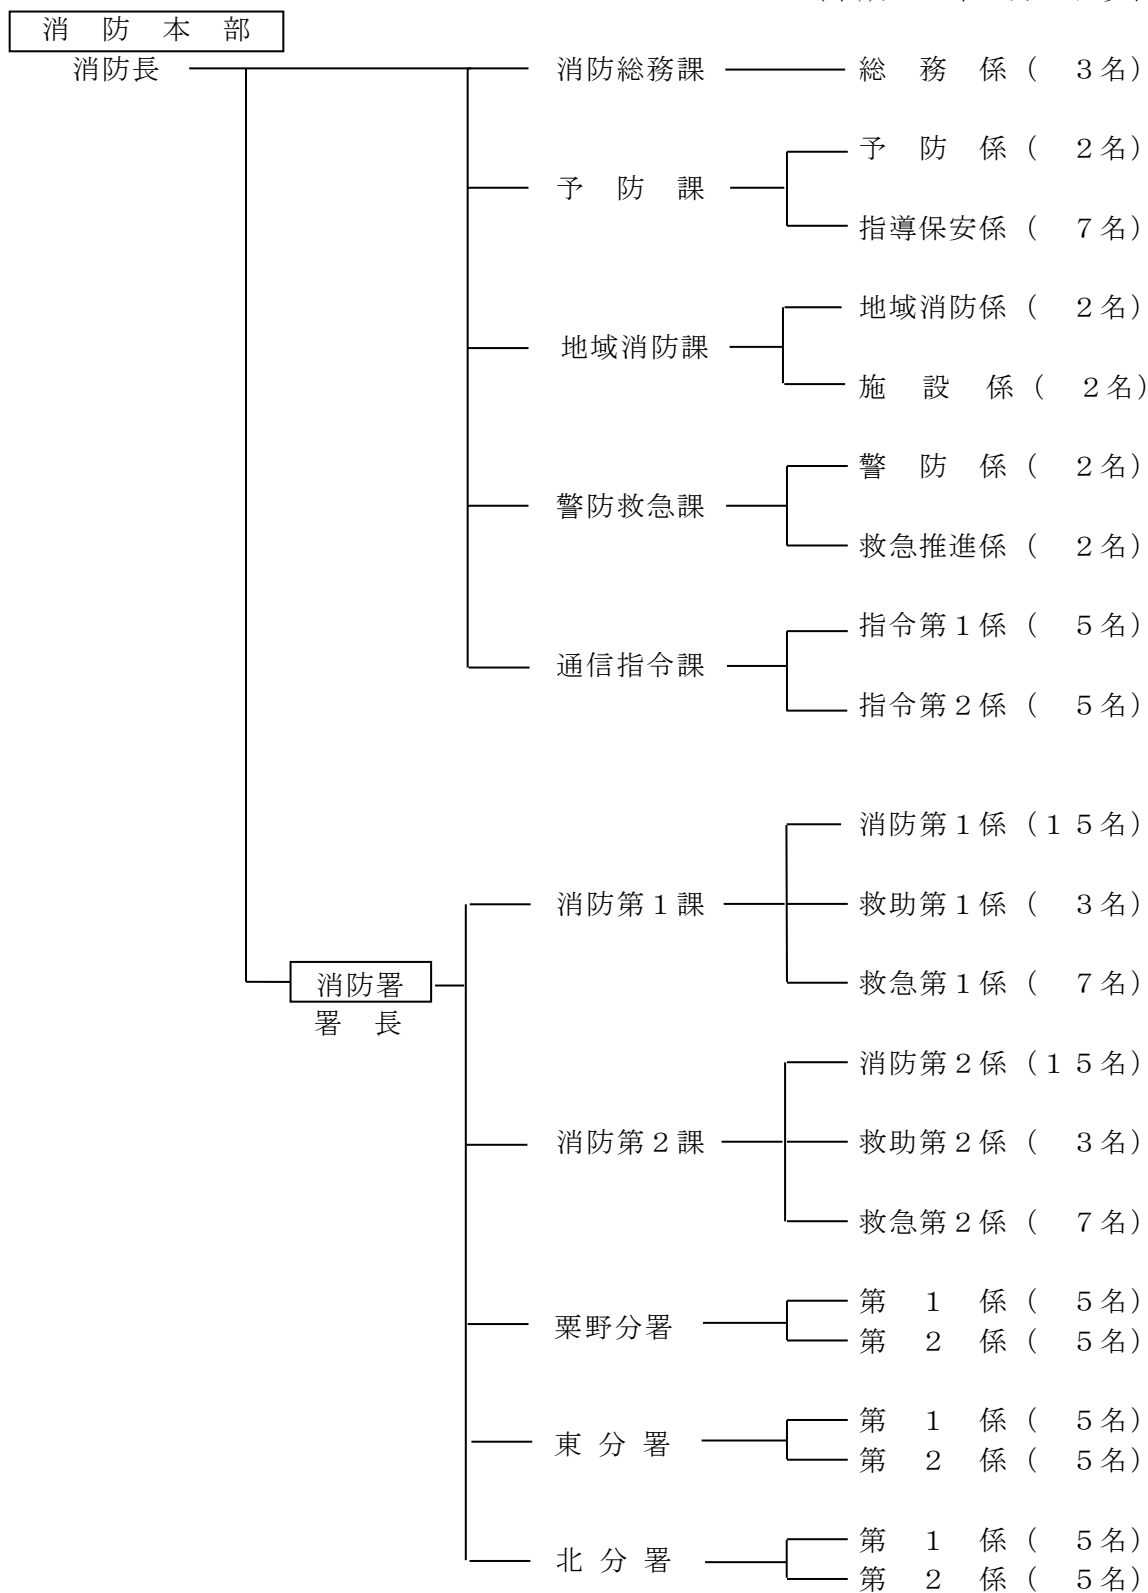 消 防 本 部
消防長 消防総務課 総 務 係（ 3名）
予 防 係（ 2名）
予 防 課
指導保安係（ 7名）
地域消防係（ 2名）
地域消防課
施 設 係（ 2名）
警 防 係（ 2名）
警防救急課
救急推進係（ 2名）
指令第1係（ 5名）
通信指令課
指令第2係（ 5名）
消防第1係（15名）
消防第1課 救助第1係（ 3名）
救急第1係（ 7名）
消防署
署 長
消防第2係（15名）
消防第2課 救助第2係（ 3名）
救急第2係（ 7名）
第 1 係（ 5名）
粟野分署
第 2 係（ 5名）
第 1 係（ 5名）
東 分 署
第 2 係（ 5名）
第 1 係（ 5名）
北 分 署
第 2 係（ 5名）